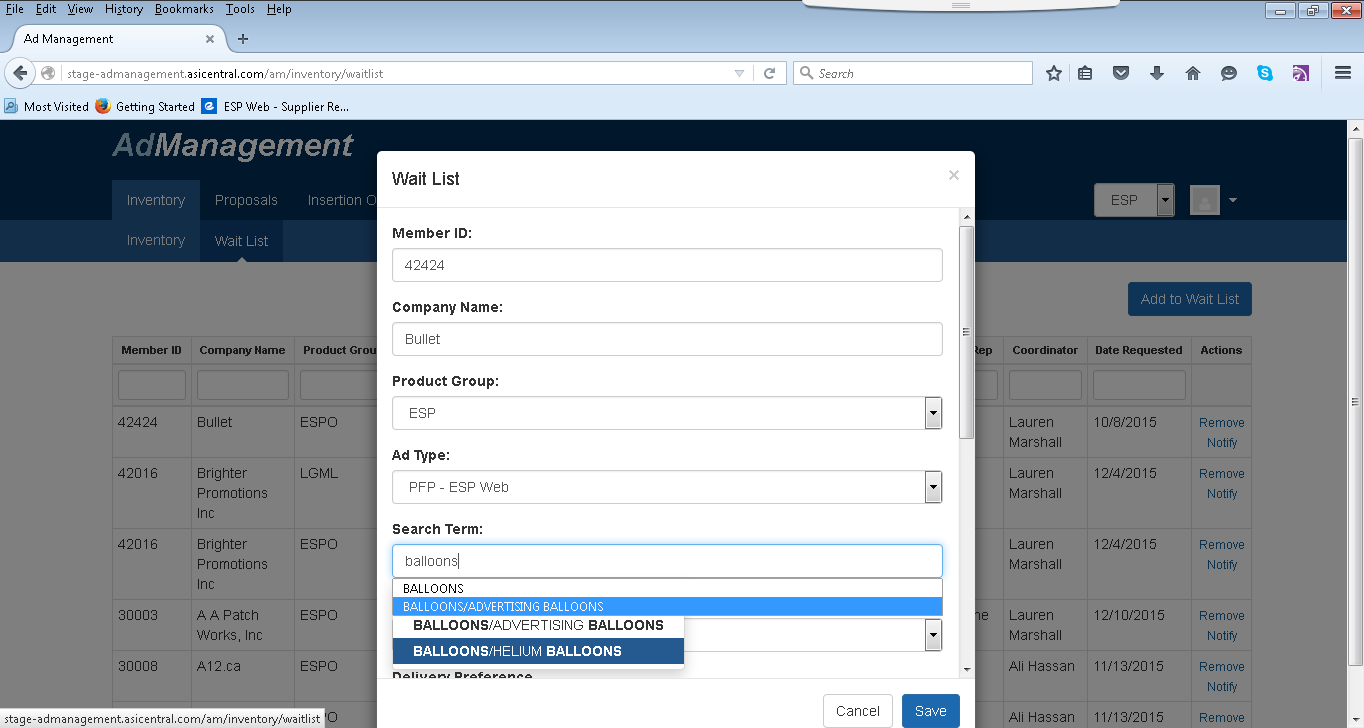 File Edit View History Bookmarks Tools Help
Ad Management
stage-admanagement.asicentral.com/am/inventory/waitlist
Search
Most Visited Getting Started ESP Web - Supplier Re...
AdManagement
Inventory Proposals Insertion O
ESP
Inventory Wait List
Add to Wait List
Member ID Company Name Product Grou Rep Coordinator Date Requested Actions
42424 Bullet ESPO Lauren Marshall 10/8/2015 Remove Notify
42016 Brighter Promotions Inc LGML Lauren Marshall 12/4/2015 Remove Notify
42016 Brighter Promotions Inc ESPO Lauren Marshall 12/4/2015 Remove Notify
30003 A A Patch Works, Inc ESPO ne Lauren Marshall 12/10/2015 Remove Notify
30008 A12.ca ESPO Ali Hassan 11/13/2015 Remove Notify
PO Ali Hassan 11/13/2015 Remove
Wait List
×
Member ID:
42424
Company Name:
Bullet
Product Group:
ESP
Ad Type:
PFP - ESP Web
Search Term:
balloons
BALLOONS
BALLOONS/ADVERTISING BALLOONS
BALLOONS/ADVERTISING BALLOONS
BALLOONS/HELIUM BALLOONS
Delivery Preference
Cancel Save
stage-admanagement.asicentral.com/am/inventory/waitlist